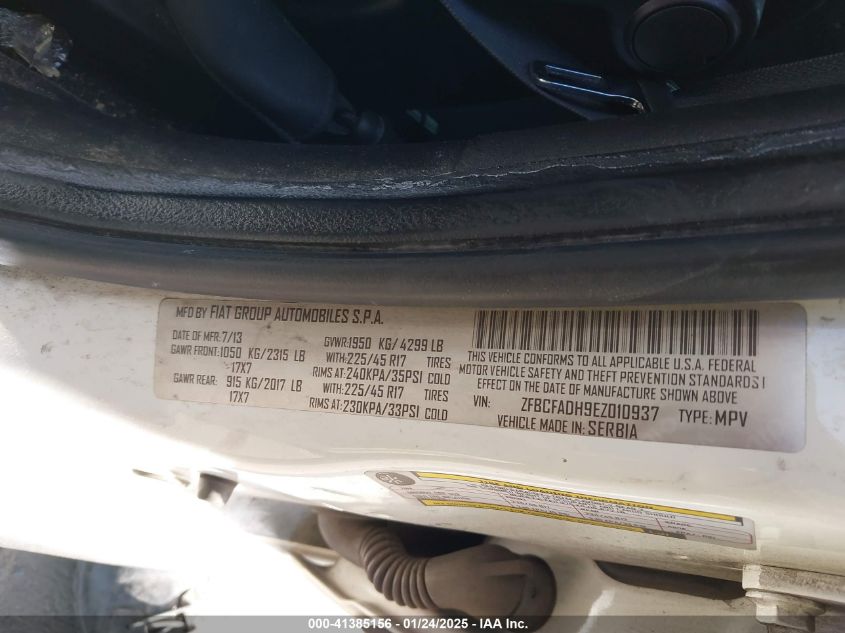 MFD BY FIAT GROUP AUTOMOBILES S.P.A.
DATE OF MFR: 7/13 GVWR: 1950 KG/ 4299 LB
GAWR FRONT: 1050 KG/2315 LB WITH: 225/45 R17 TIRES
17X7 RIMS AT: 240KPA/35PSI COLD
GAWR REAR: 915 KG/2017 LB WITH: 225/45 R17 TIRES
17X7 RIMS AT: 230KPA/33PSI COLD
THIS VEHICLE CONFORMS TO ALL APPLICABLE U.S.A. FEDERAL
MOTOR VEHICLE SAFETY AND THEFT PREVENTION STANDARDS I
EFFECT ON THE DATE OF MANUFACTURE SHOWN ABOVE
VIN: ZFBCFADH9EZ010937 TYPE: MPV
VEHICLE MADE IN: SERBIA
000-41385156 — 01/24/2025 — IAAI Inc.